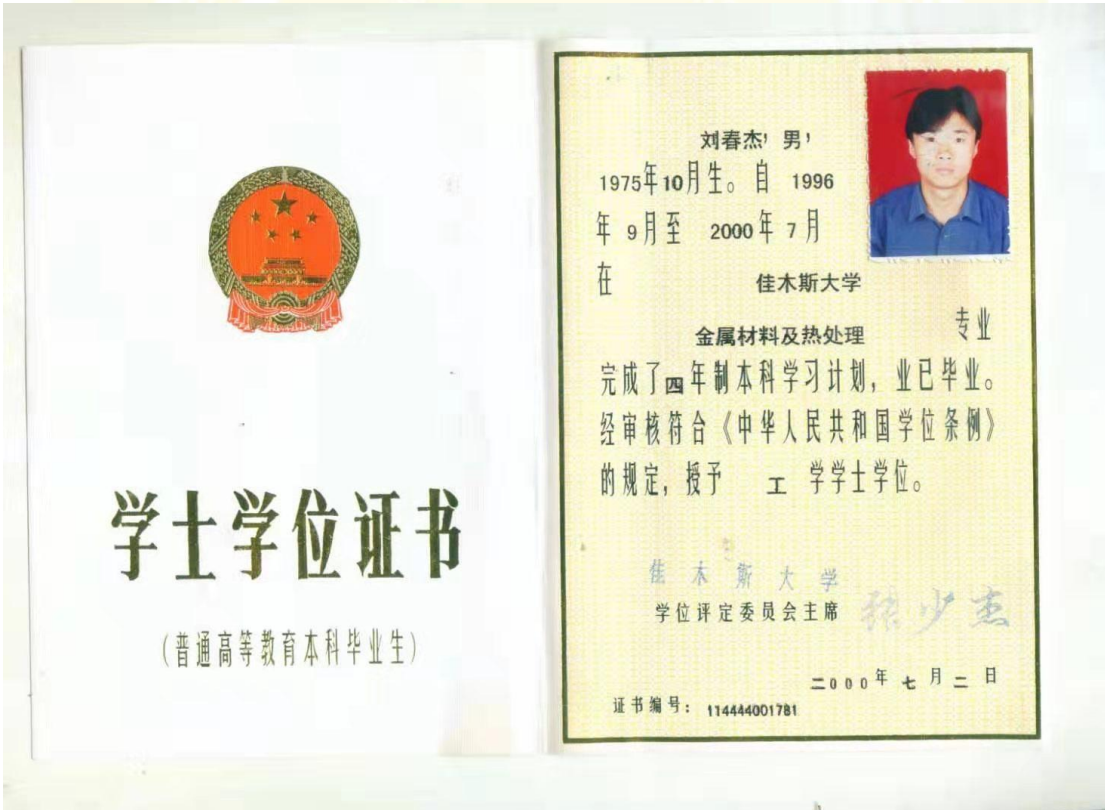 学士学位证书
(普通高等教育本科毕业生)
刘春杰, 男,
1975年10月生。自 1996
年 9月至 2000年 7月
在 佳木斯大学
金属材料及热处理 专业
完成了四年制本科学习计划，业已毕业。
经审核符合《中华人民共和国学位条例》
的规定，授予 工 学学士学位。
佳木斯大学
学位评定委员会主席 张少杰
二000年七月二日
证书编号：114444001781